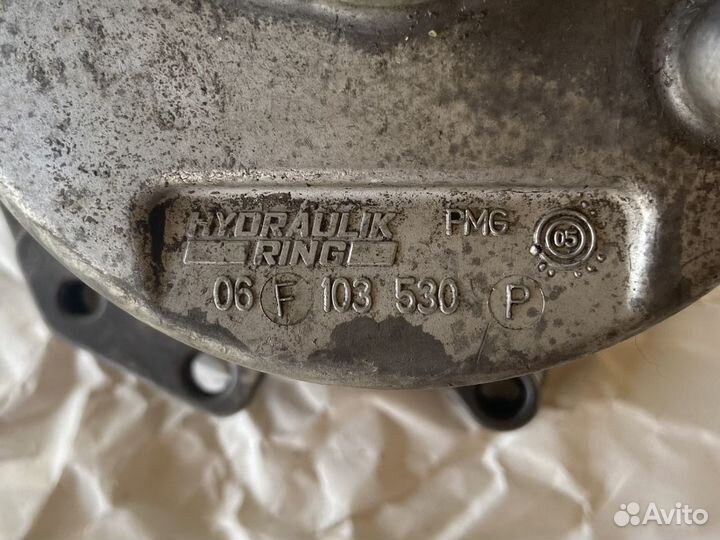 HYDRAULIK PMG 05
RING
06 F 103 530 P
Avito